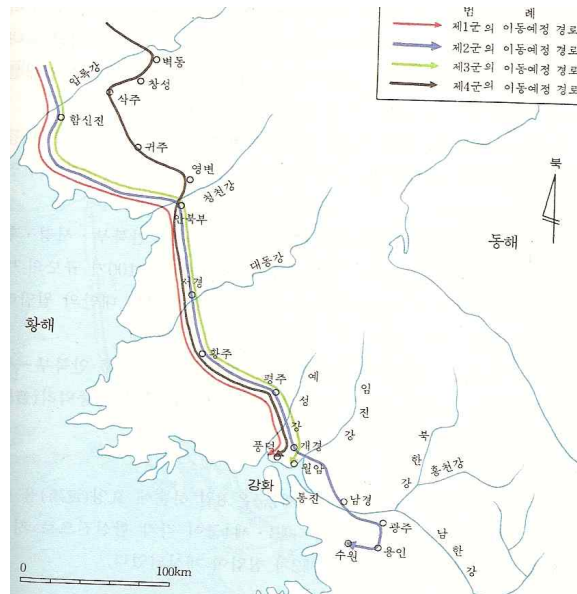 범 례
제1군의 이동예정 경로
제2군의 이동예정 경로
제3군의 이동예정 경로
제4군의 이동예정 경로
벽동
압록강
창성
삭주
함신진
귀주
영변
북
청천강
안북부
동해
대동강
서경
황해
황주
평주
예성강
임진강
북한강
풍덕
개경
홍천강
월암
강화
통진
남경
광주
남한강
수원
용인
0
100km